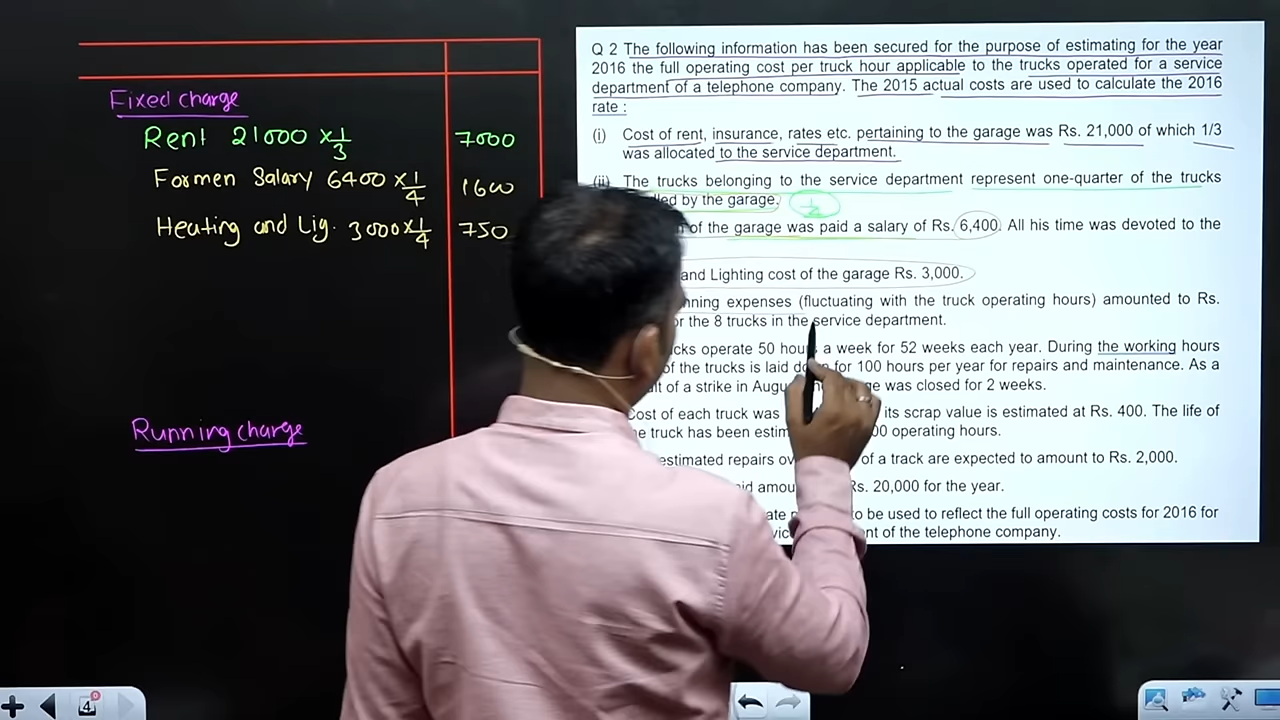 Fixed charge
Rent 21000 × 1/3 7000
Formen Salary 6400 × 1/4 1600
Heating and Lig. 3000 × 1/4 750
Running charge
Q 2 The following information has been secured for the purpose of estimating for the year
2016 the full operating cost per truck hour applicable to the trucks operated for a service
department of a telephone company. The 2015 actual costs are used to calculate the 2016
rate :
(i) Cost of rent, insurance, rates etc. pertaining to the garage was Rs. 21,000 of which 1/3
was allocated to the service department.
(ii) The trucks belonging to the service department represent one-quarter of the trucks
by the garage.
of the garage was paid a salary of Rs. 6,400. All his time was devoted to the
and Lighting cost of the garage Rs. 3,000.
expenses (fluctuating with the truck operating hours) amounted to Rs.
the 8 trucks in the service department.
operate 50 hours a week for 52 weeks each year. During the working hours
of the trucks is laid down for 100 hours per year for repairs and maintenance. As a
of a strike in was closed for 2 weeks.
Cost of each truck was its scrap value is estimated at Rs. 400. The life of
truck has been operating hours.
estimated repairs of a track are expected to amount to Rs. 2,000.
Rs. 20,000 for the year.
to be used to reflect the full operating costs for 2016 for
of the telephone company.
4